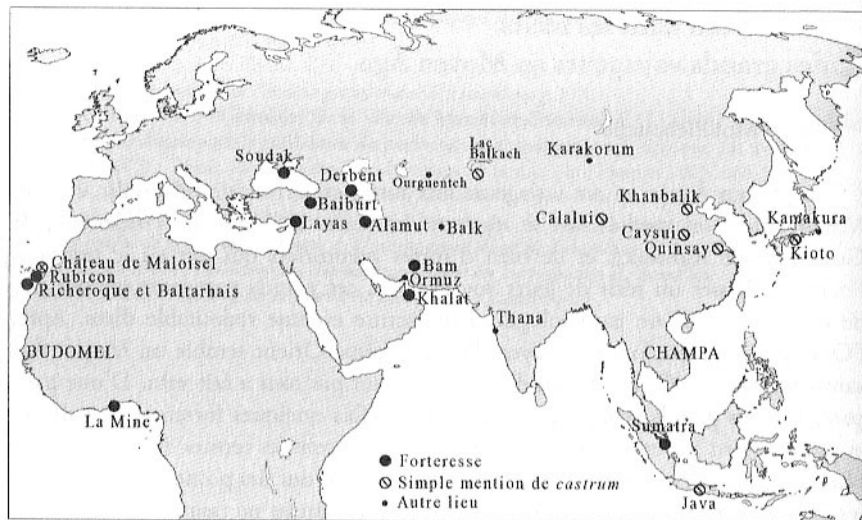 Soudak
Derbent
Baiburt
Layas
Alamut
Ourguentch
Balk
Lac
Balkach
Karakorum
Khanbalik
Calalui
Caysui
Quinsay
Kamakura
Kioto
Château de Maloisel
Rubicon
Richeroque et Baltarhais
Bam
Ormuz
Khalat
Thana
BUDOMEL
La Mine
CHAMPA
Sumatra
Java
Forteresse
Simple mention de castrum
Autre lieu